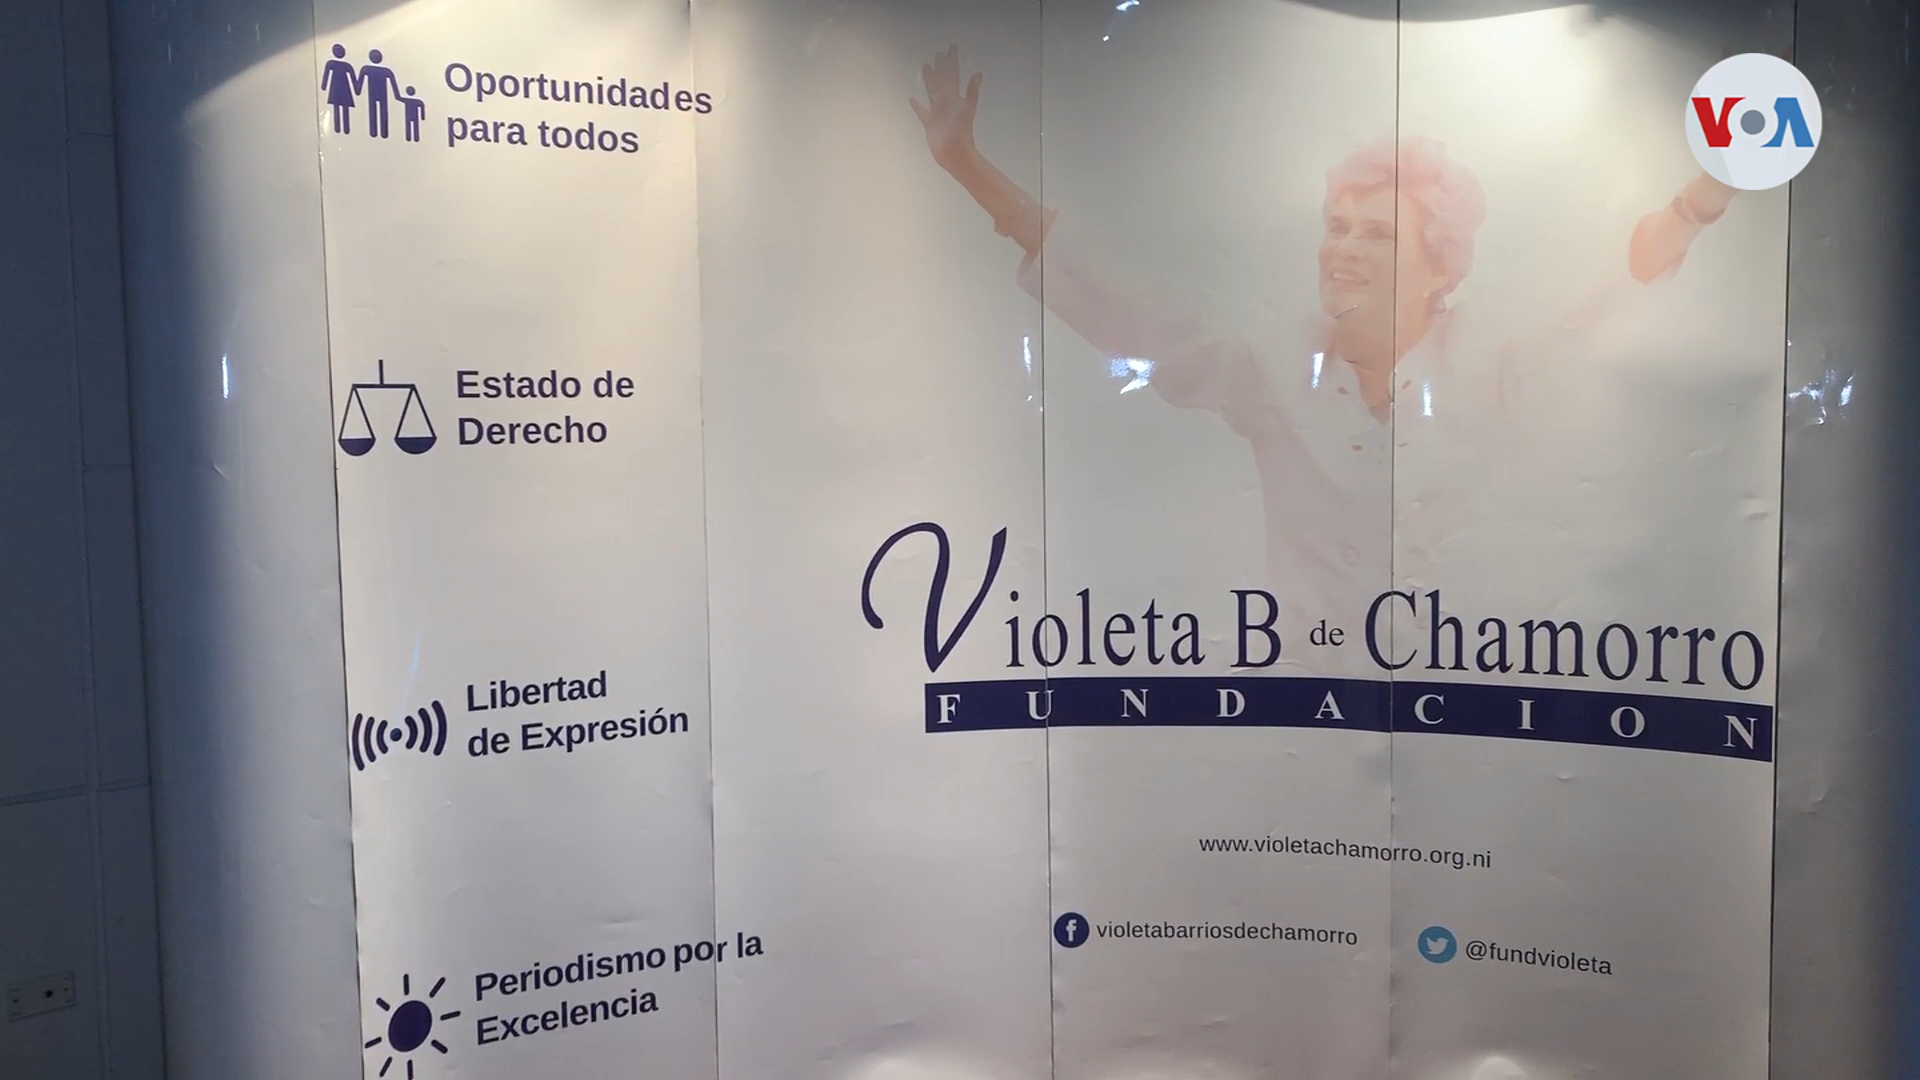 Oportunidades
para todos
VOA
Estado de
Derecho
Libertad
de Expresión
Periodismo por la
Excelencia
Violeta B de Chamorro
FUNDACION
www.violetachamorro.org.ni
violetabarriosdechamorro
@fundvioleta